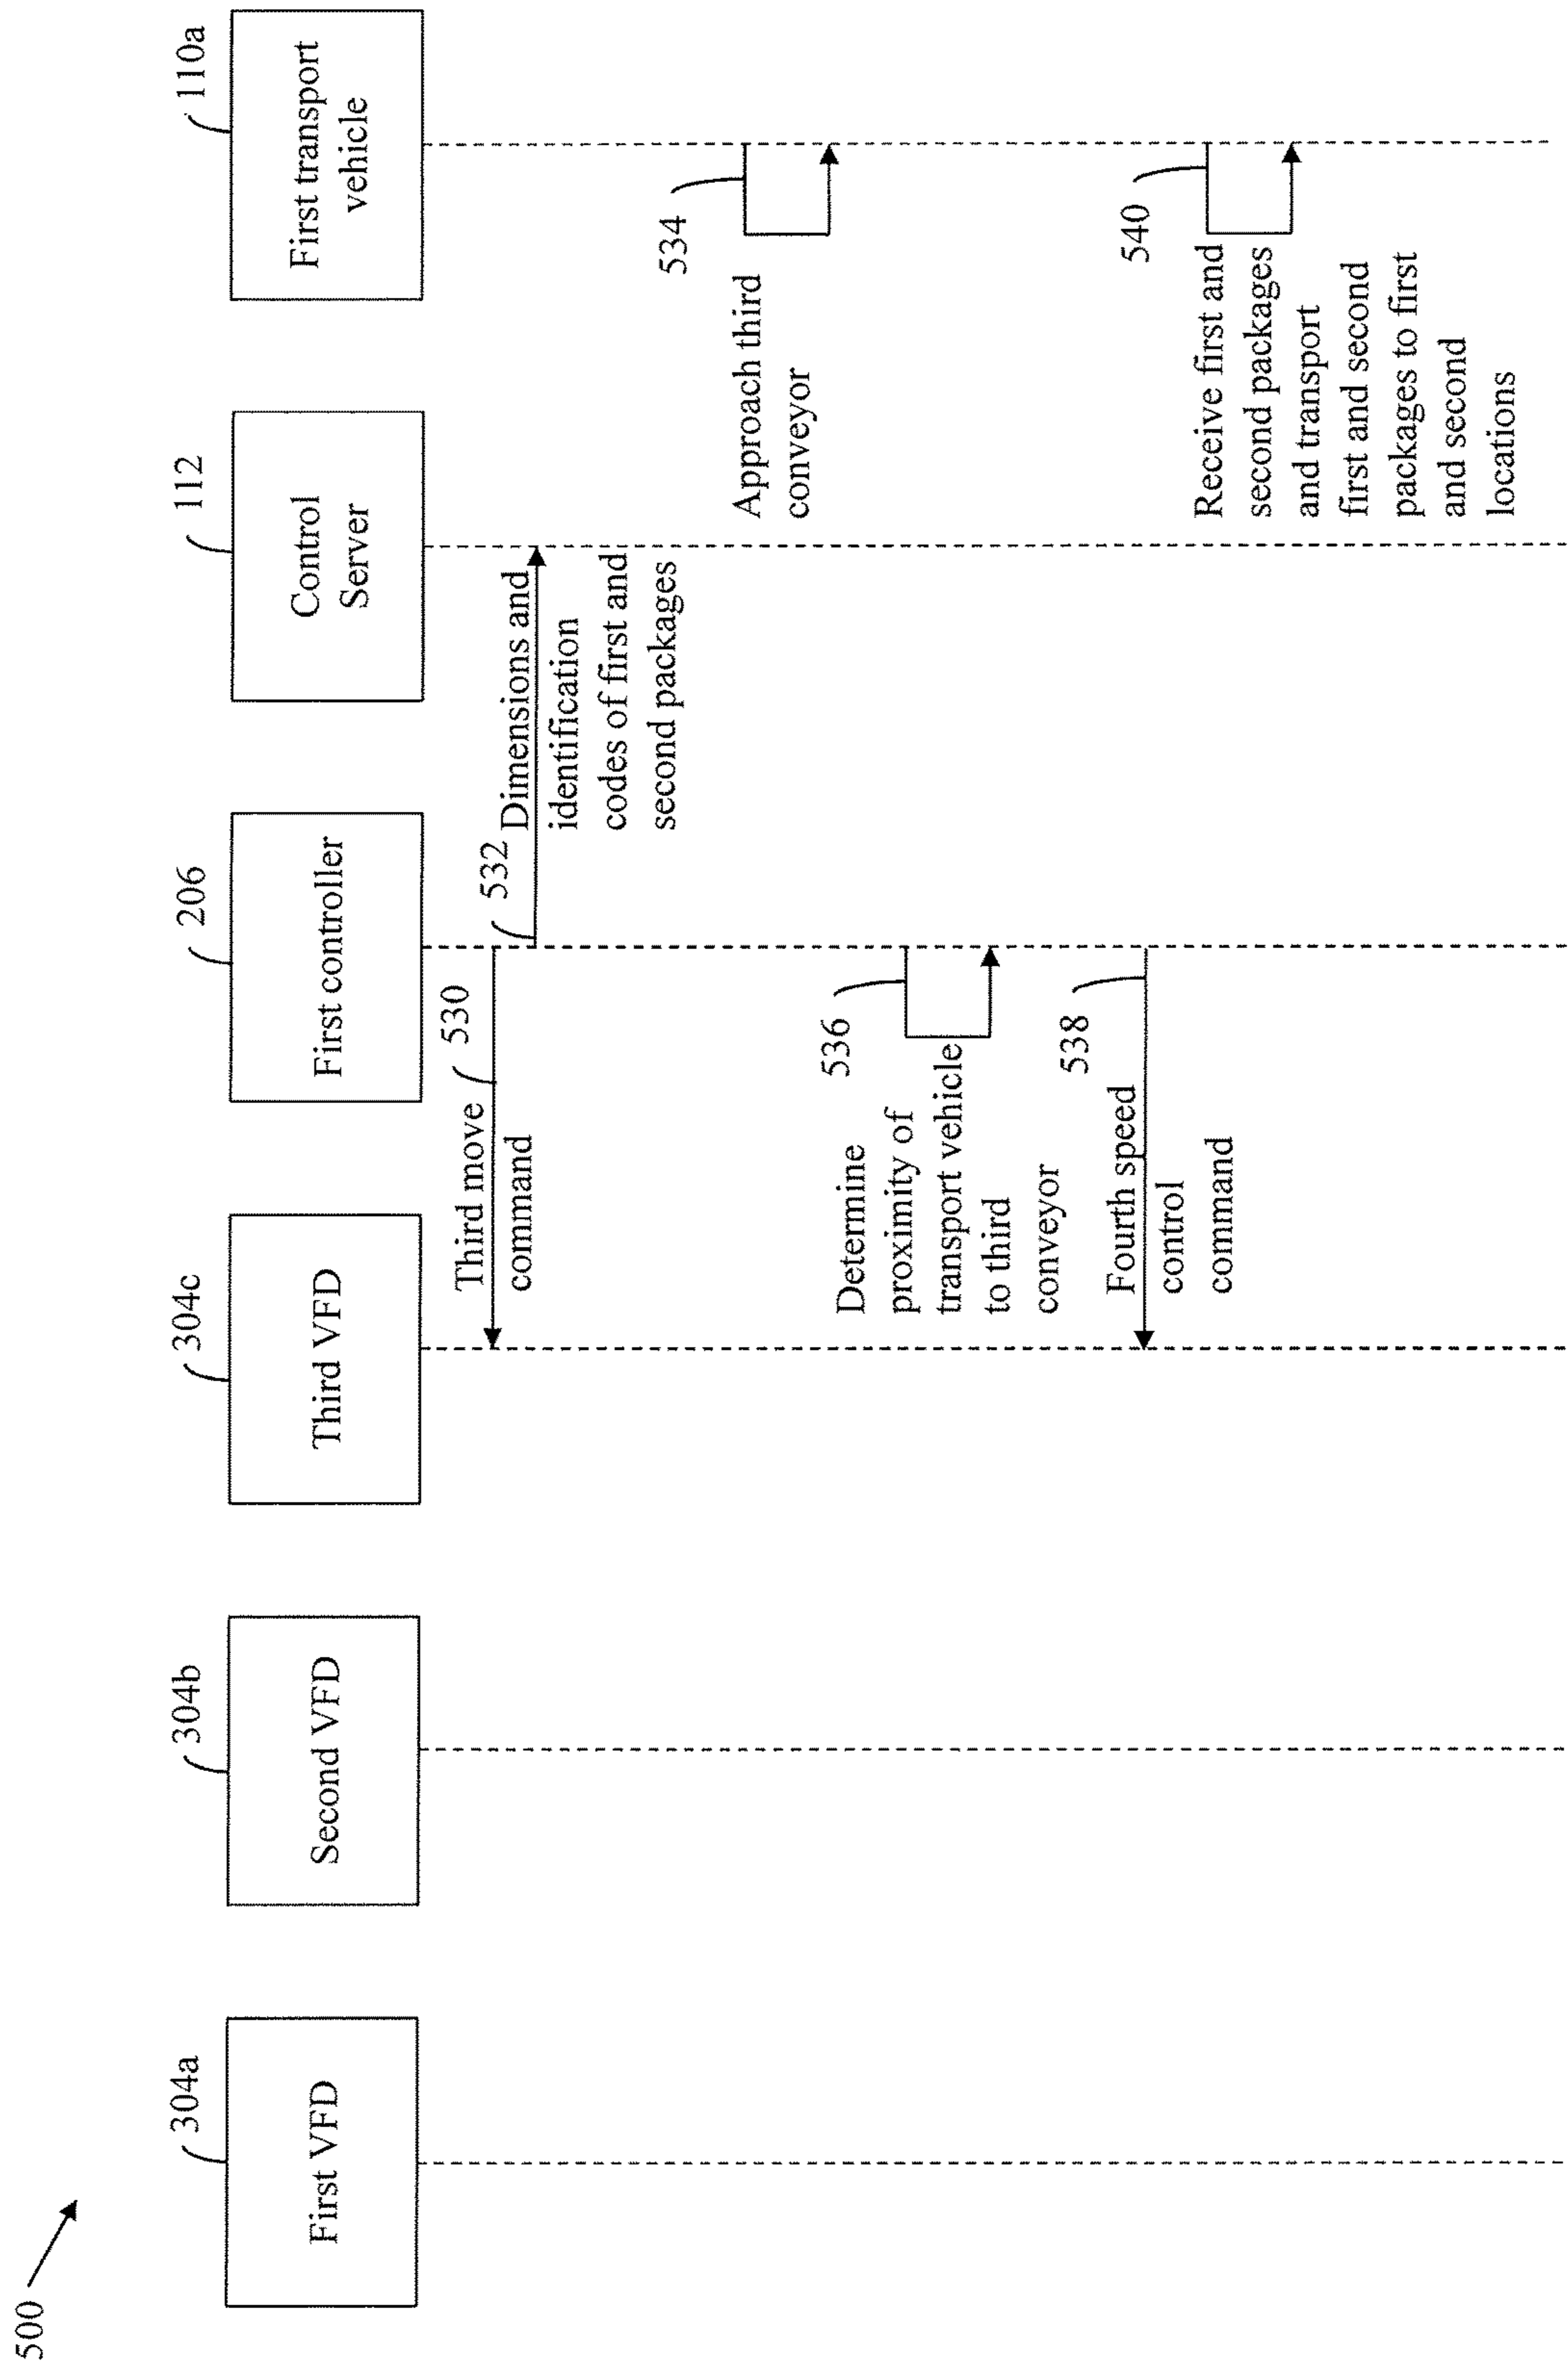 500
304a
First VFD
304b
Second VFD
304c
Third VFD
206
First controller
112
Control
Server
110a
First transport
vehicle
530
Third move
command
532
Dimensions and
identification
codes of first and
second packages
534
Approach third
conveyor
536
Determine
proximity of
transport vehicle
to third
conveyor
538
Fourth speed
control
command
540
Receive first and
second packages
and transport
first and second
packages to first
and second
locations